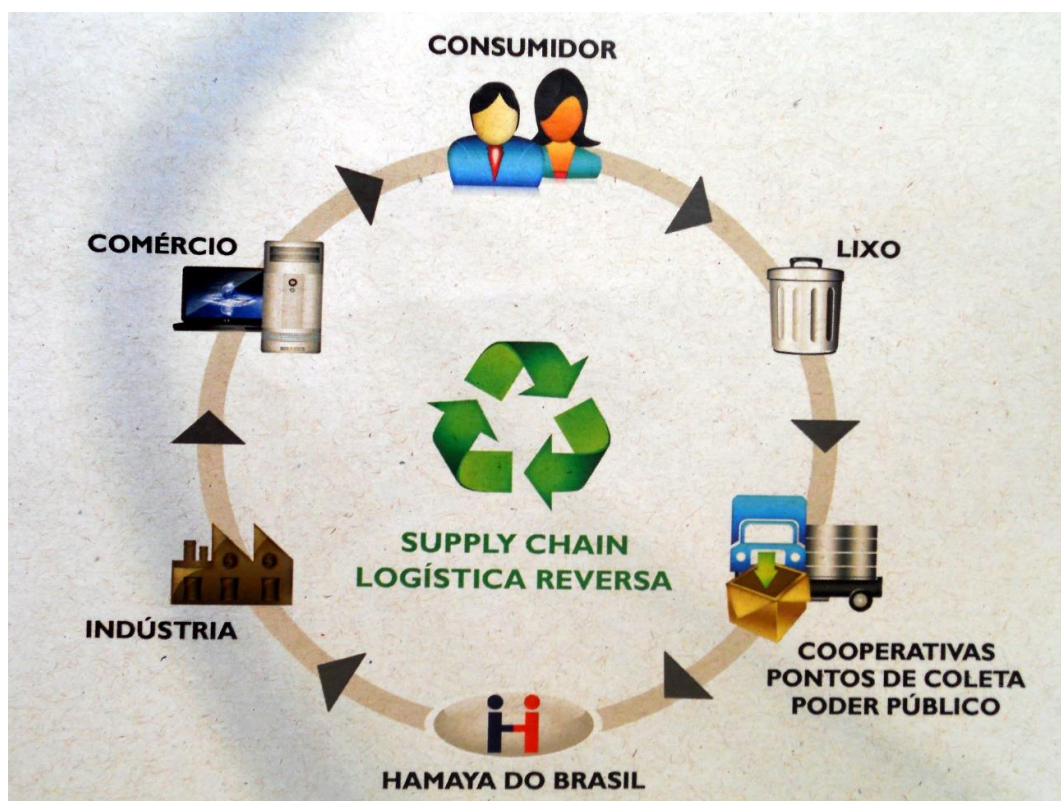 CONSUMIDOR
COMÉRCIO
LIXO
SUPPLY CHAIN
LOGÍSTICA REVERSA
INDÚSTRIA
COOPERATIVAS
PONTOS DE COLETA
PODER PÚBLICO
HAMAYA DO BRASIL